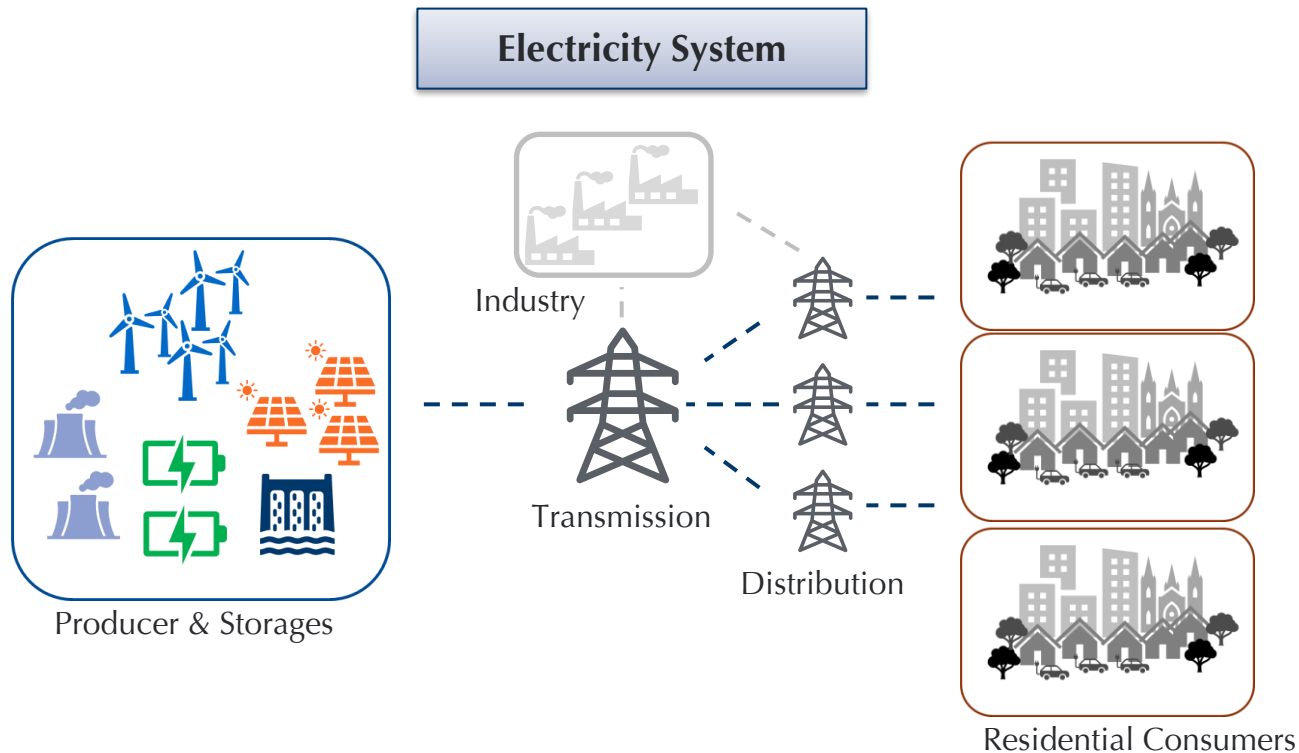 Electricity System
Industry
Transmission
Distribution
Producer & Storages
Residential Consumers